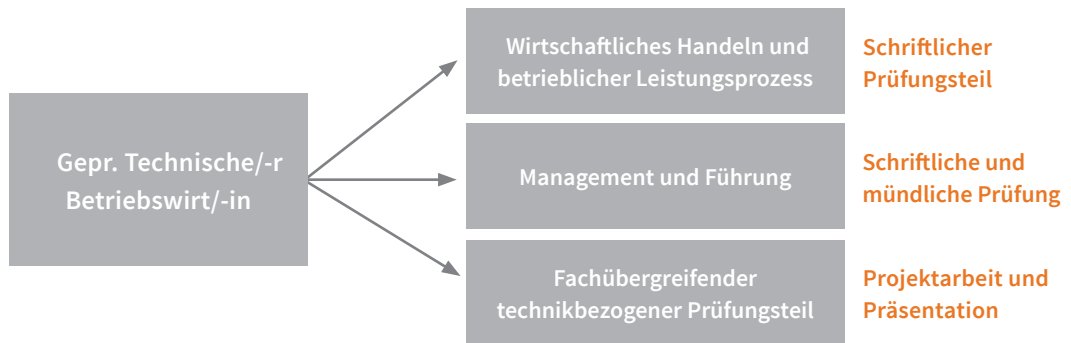 Gepr. Technische/-r
Betriebswirt/-in
Wirtschaftliches Handeln und
betrieblicher Leistungsprozess
Schriftlicher
Prüfungsteil
Management und Führung
Schriftliche und
mündliche Prüfung
Fachübergreifender
technikbezogener Prüfungsteil
Projektarbeit und
Präsentation